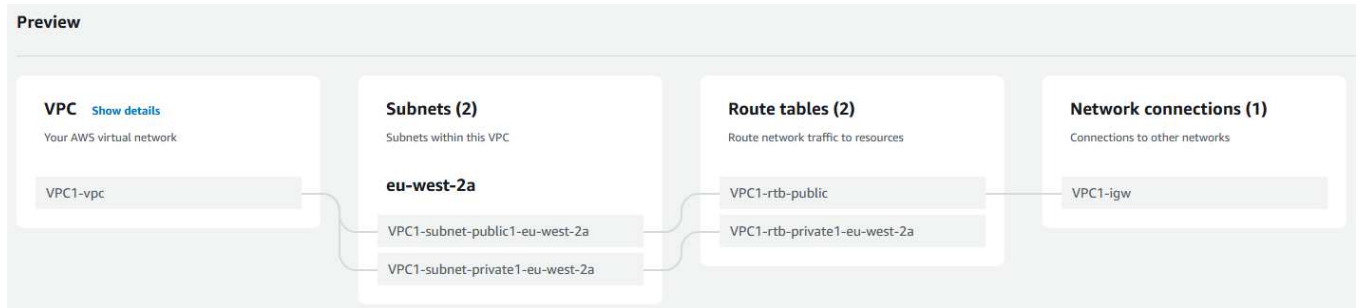 Preview
VPC Show details
Your AWS virtual network
VPC1-vpc
Subnets (2)
Subnets within this VPC
eu-west-2a
VPC1-subnet-public1-eu-west-2a
VPC1-subnet-private1-eu-west-2a
Route tables (2)
Route network traffic to resources
VPC1-rtb-public
VPC1-rtb-private1-eu-west-2a
Network connections (1)
Connections to other networks
VPC1-igw